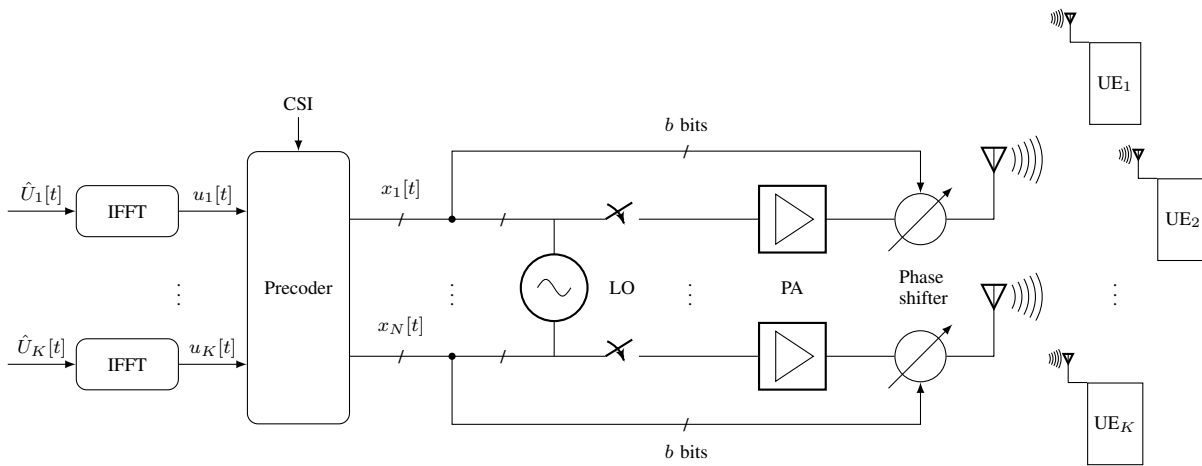 UE₁
b bits
CSI
Û₁[t]
IFFT
u₁[t]
x₁[t]
UE₂
⋮
Precoder
⋮
LO
⋮
PA
Phase
shifter
⋮
Û_K[t]
IFFT
u_K[t]
x_N[t]
UE_K
b bits